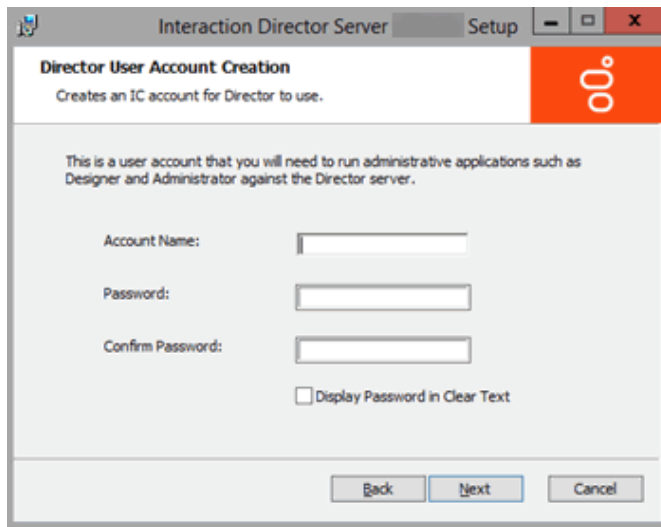 Interaction Director Server Setup
Director User Account Creation
Creates an IC account for Director to use.
This is a user account that you will need to run administrative applications such as
Designer and Administrator against the Director server.
Account Name:
Password:
Confirm Password:
Display Password in Clear Text
Back Next Cancel